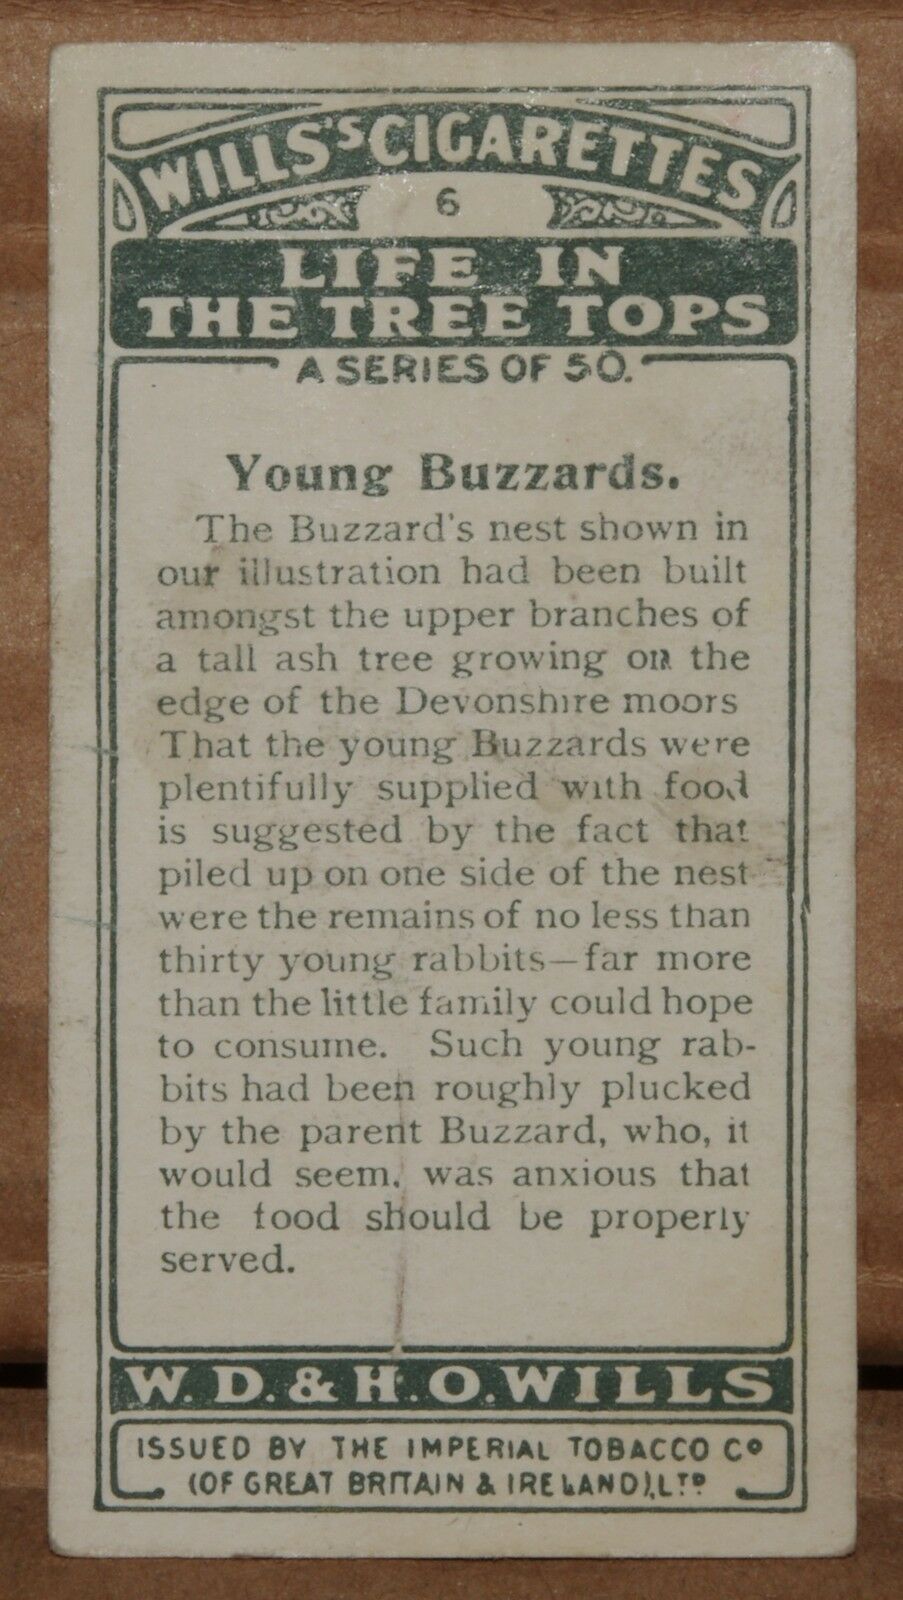 WILLS'S CIGARETTES
6
LIFE IN
THE TREE TOPS
A SERIES OF 50.
Young Buzzards.
The Buzzard's nest shown in
our illustration had been built
amongst the upper branches of
a tall ash tree growing on the
edge of the Devonshire moors
That the young Buzzards were
plentifully supplied with food
is suggested by the fact that
piled up on one side of the nest
were the remains of no less than
thirty young rabbits—far more
than the little family could hope
to consume. Such young rab-
bits had been roughly plucked
by the parent Buzzard, who, it
would seem, was anxious that
the food should be properly
served.
W.D.&H.O.WILLS
ISSUED BY THE IMPERIAL TOBACCO Cº
(OF GREAT BRITAIN & IRELAND), LTD